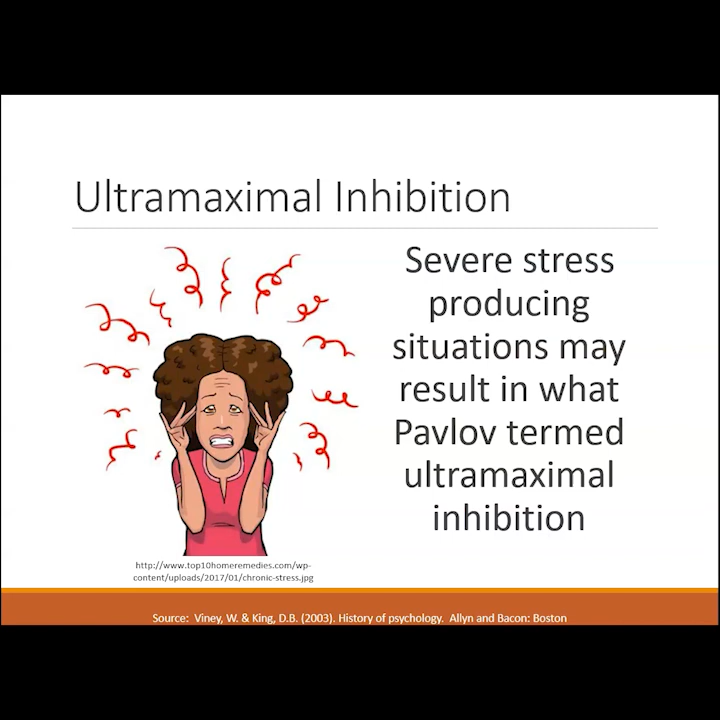 Ultramaximal Inhibition
Severe stress
producing
situations may
result in what
Pavlov termed
ultramaximal
inhibition
http://www.top10homeremedies.com/wp-
content/uploads/2017/01/chronic-stress.jpg
Source:  Viney, W. & King, D.B. (2003). History of psychology.  Allyn and Bacon: Boston